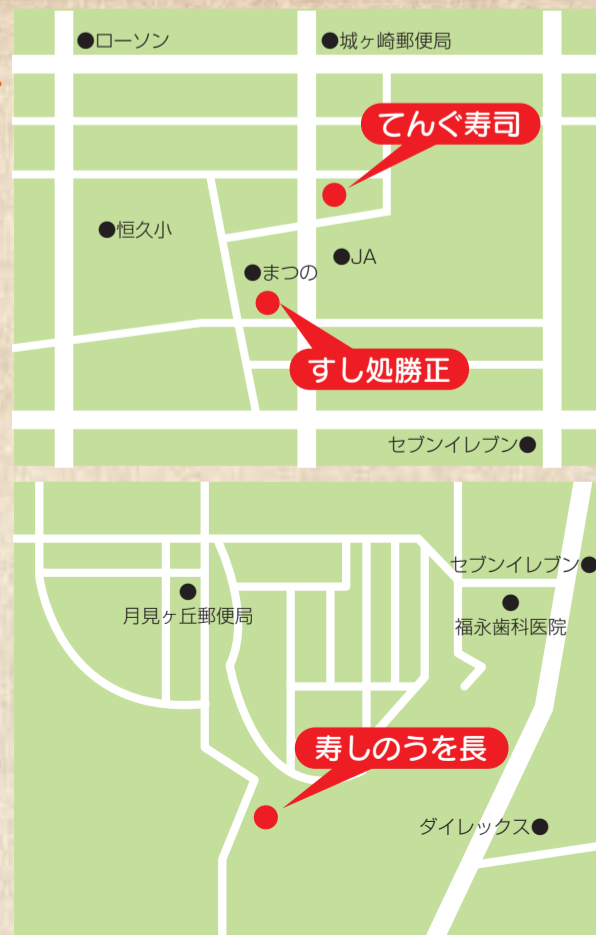 ●ローソン
●城ヶ崎郵便局
てんぐ寿司
●恒久小
●JA
●まつの
すし処勝正
セブンイレブン●
セブンイレブン●
月見ヶ丘郵便局
福永歯科医院
寿しのうを長
ダイレックス●